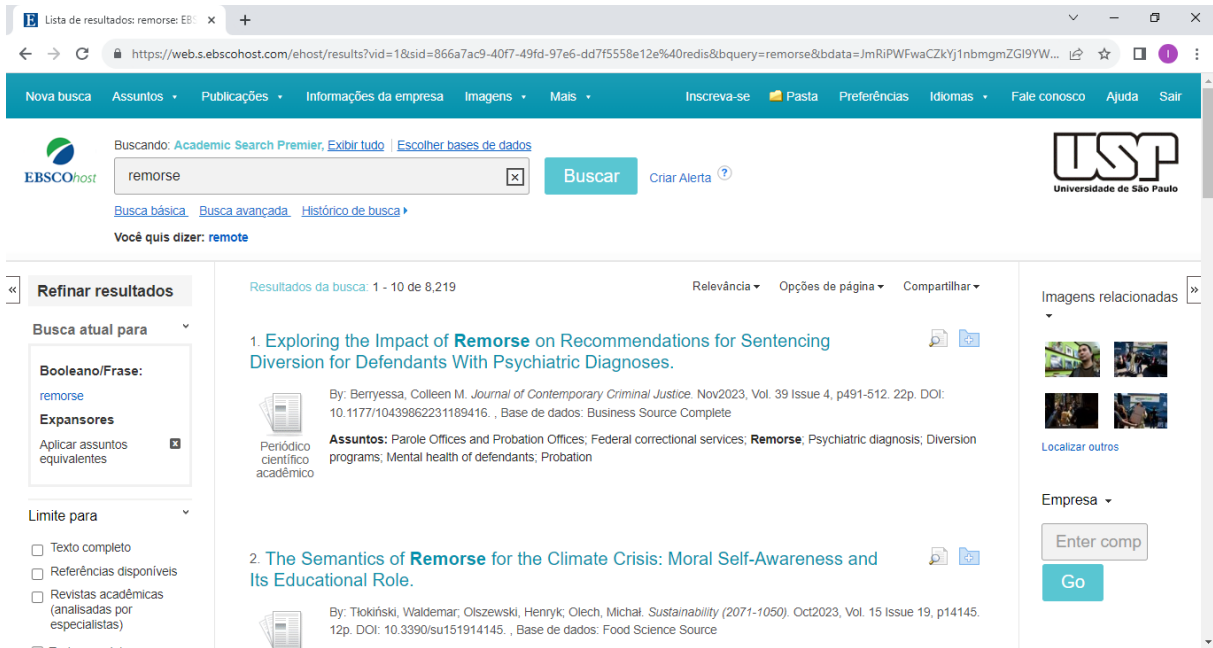 Lista de resultados: remorse: EBS
https://web.s.ebscohost.com/ehost/results?vid=1&sid=866a7ac9-40f7-49fd-97e6-dd7f5558e12e%40redis&bquery=remorse&bdata=JmRiPWFwaCZkYj1nbmgmZGI9YW...
I
Nova busca Assuntos Publicações Informações da empresa Imagens Mais Inscreva-se Pasta Preferências Idiomas Fale conosco Ajuda Sair
Buscando: Academic Search Premier, Exibir tudo | Escolher bases de dados
EBSCOhost
remorse
Buscar
Criar Alerta ?
USP
Universidade de São Paulo
Busca básica Busca avançada Histórico de busca
Você quis dizer: remote
Refinar resultados
Busca atual para
Booleano/Frase:
remorse
Expansores
Aplicar assuntos
equivalentes
Limite para
Texto completo
Referências disponíveis
Revistas acadêmicas
(analisadas por
especialistas)
Resultados da busca: 1 - 10 de 8,219
Relevância Opções de página Compartilhar
1. Exploring the Impact of Remorse on Recommendations for Sentencing
Diversion for Defendants With Psychiatric Diagnoses.
By: Berryessa, Colleen M. Journal of Contemporary Criminal Justice. Nov2023, Vol. 39 Issue 4, p491-512. 22p. DOI:
10.1177/10439862231189416. , Base de dados: Business Source Complete
Periódico
científico
acadêmico
Assuntos: Parole Offices and Probation Offices; Federal correctional services; Remorse; Psychiatric diagnosis; Diversion
programs; Mental health of defendants; Probation
2. The Semantics of Remorse for the Climate Crisis: Moral Self-Awareness and
Its Educational Role.
By: Tłokiński, Waldemar; Olszewski, Henryk; Olech, Michał. Sustainability (2071-
1050). Oct2023, Vol. 15 Issue 19, p14145.
12p. DOI: 10.3390/su151914145. , Base de dados: Food Science Source
Imagens relacionadas
Localizar outros
Empresa
Enter comp
Go